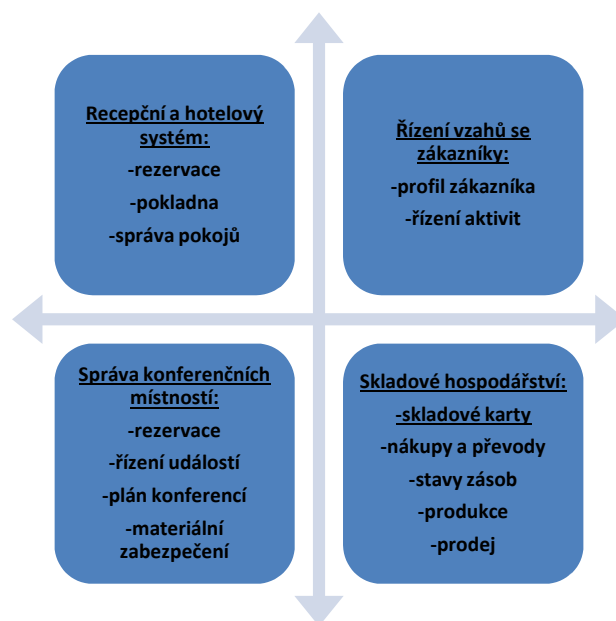 Recepční a hotelový
systém:
-rezervace
-pokladna
-správa pokojů
Řízení vzahů se
zákazníky:
-profil zákazníka
-řízení aktivit
Správa konferenčních
místností:
-rezervace
-řízení událostí
-plán konferencí
-materiální
zabezpečení
Skladové hospodářství:
-skladové karty
-nákupy a převody
-stavy zásob
-produkce
-prodej